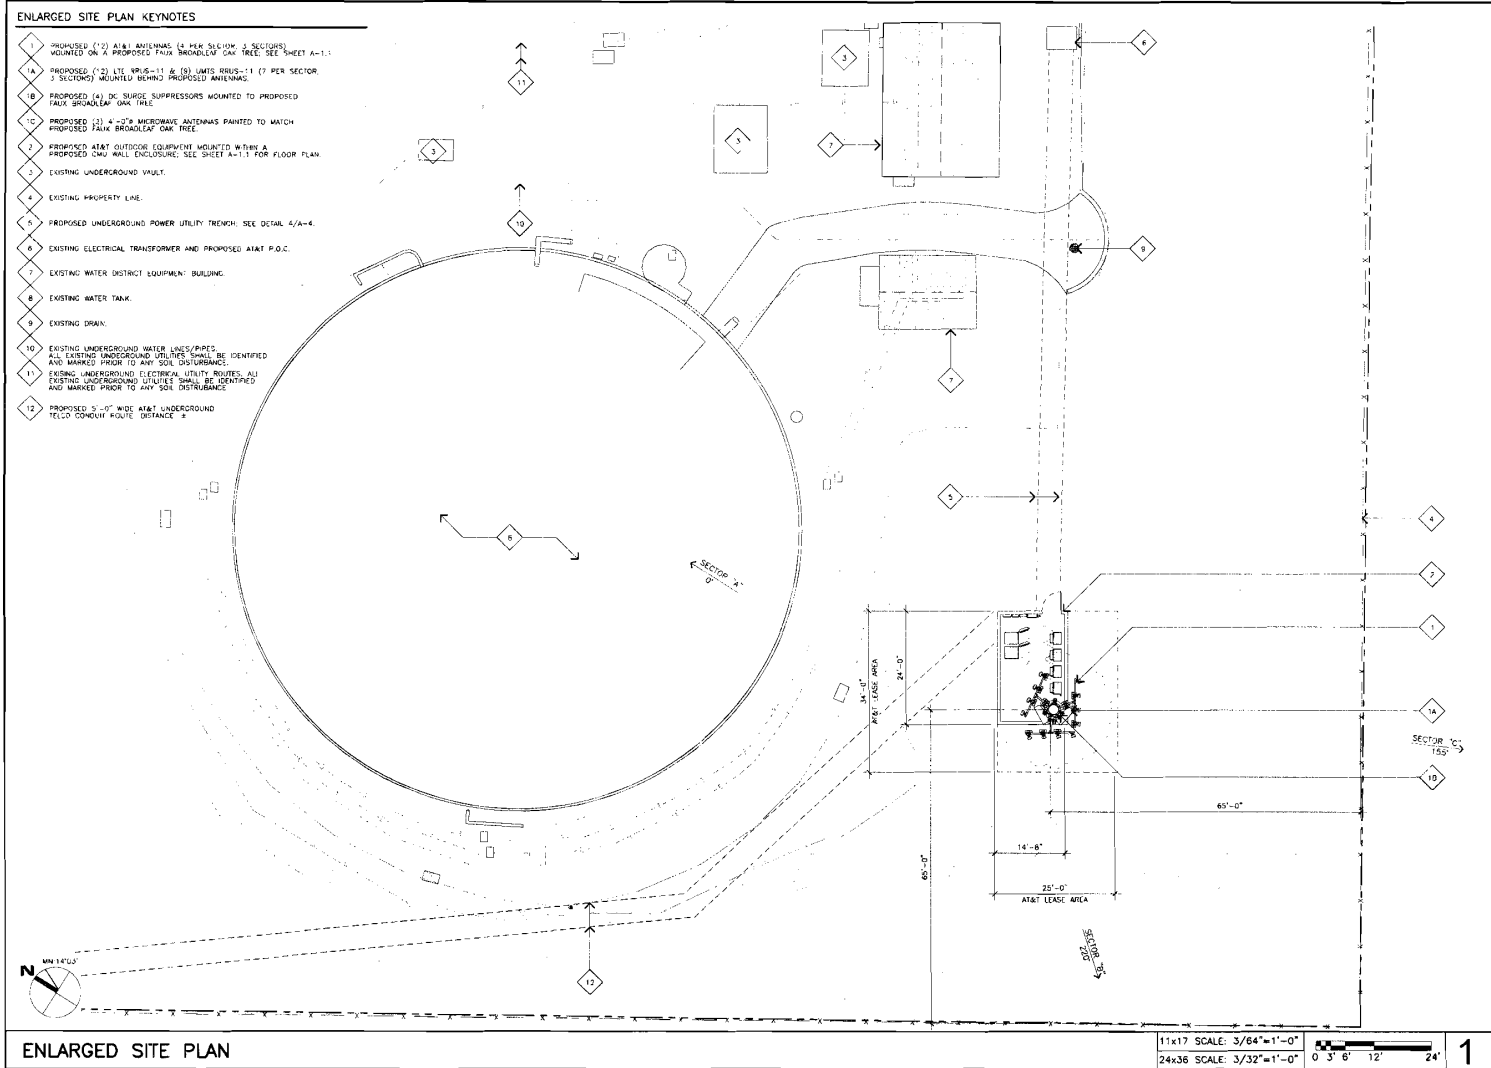 ENLARGED SITE PLAN KEYNOTES
1 PROPOSED (12) AT&T ANTENNAS (4 PER SECTOR, 3 SECTORS)
MOUNTED ON A PROPOSED FAUX BROADLEAF OAK TREE; SEE SHEET A-1.1
1A PROPOSED (12) LTE RRUS-11 & (9) UMTS RRUS-11 (7 PER SECTOR,
3 SECTORS) MOUNTED BEHIND PROPOSED ANTENNAS.
1B PROPOSED (4) DC SURGE SUPPRESSORS MOUNTED TO PROPOSED
FAUX BROADLEAF OAK TREE
1C PROPOSED (3) 4'-0"ø MICROWAVE ANTENNAS PAINTED TO MATCH
PROPOSED FAUX BROADLEAF OAK TREE.
2 PROPOSED AT&T OUTDOOR EQUIPMENT MOUNTED WITHIN A
PROPOSED CMU WALL ENCLOSURE; SEE SHEET A-1.1 FOR FLOOR PLAN.
3 EXISTING UNDERGROUND VAULT.
4 EXISTING PROPERTY LINE.
5 PROPOSED UNDERGROUND POWER UTILITY TRENCH; SEE DETAIL 4/A-4.
6 EXISTING ELECTRICAL TRANSFORMER AND PROPOSED AT&T P.O.C.
7 EXISTING WATER DISTRICT EQUIPMENT BUILDING.
8 EXISTING WATER TANK.
9 EXISTING DRAIN.
10 EXISTING UNDERGROUND WATER LINES/PIPES.
ALL EXISTING UNDEGROUND UTILITIES SHALL BE IDENTIFIED
AND MARKED PRIOR TO ANY SOIL DISTURBANCE.
11 EXISING UNDERGROUND ELECTRICAL UTILITY ROUTES. ALL
EXISTING UNDERGROUND UTILITIES SHALL BE IDENTIFIED
AND MARKED PRIOR TO ANY SOIL DISTRUBANCE
12 PROPOSED 5'-0" WIDE AT&T UNDERGROUND
TELCO CONDUIT ROUTE DISTANCE ±
11
3
6
3
3
7
10
9
7
5
8
4
SECTOR "A"
0'
2
1
34'-0"
AT&T LEASE AREA
24'-0"
1A
SECTOR "C"
155'
1B
65'-0"
14'-8"
65'-0"
25'-0"
AT&T LEASE AREA
SECTOR "B"
220'
12
N
MN:14°03'
ENLARGED SITE PLAN
11x17 SCALE: 3/64"=1'-0"
24x36 SCALE: 3/32"=1'-0"
0 3' 6' 12' 24'
1